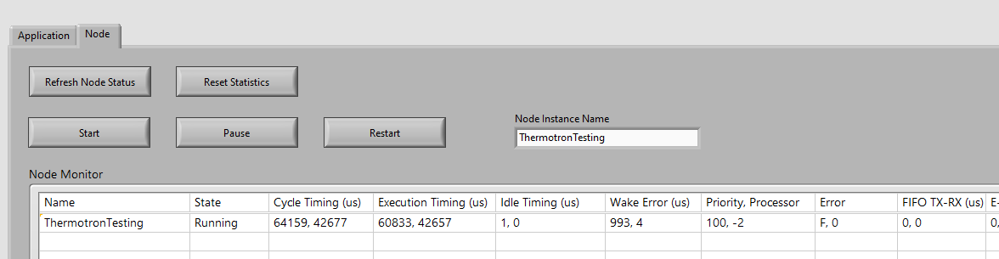 Application Node
Refresh Node Status Reset Statistics
Node Instance Name
Start Pause Restart ThermotronTesting
Node Monitor
Name State Cycle Timing (us) Execution Timing (us) Idle Timing (us) Wake Error (us) Priority, Processor Error FIFO TX-RX (us) E-
ThermotronTesting Running 64159, 42677 60833, 42657 1, 0 993, 4 100, -2 F, 0 0, 0 0,